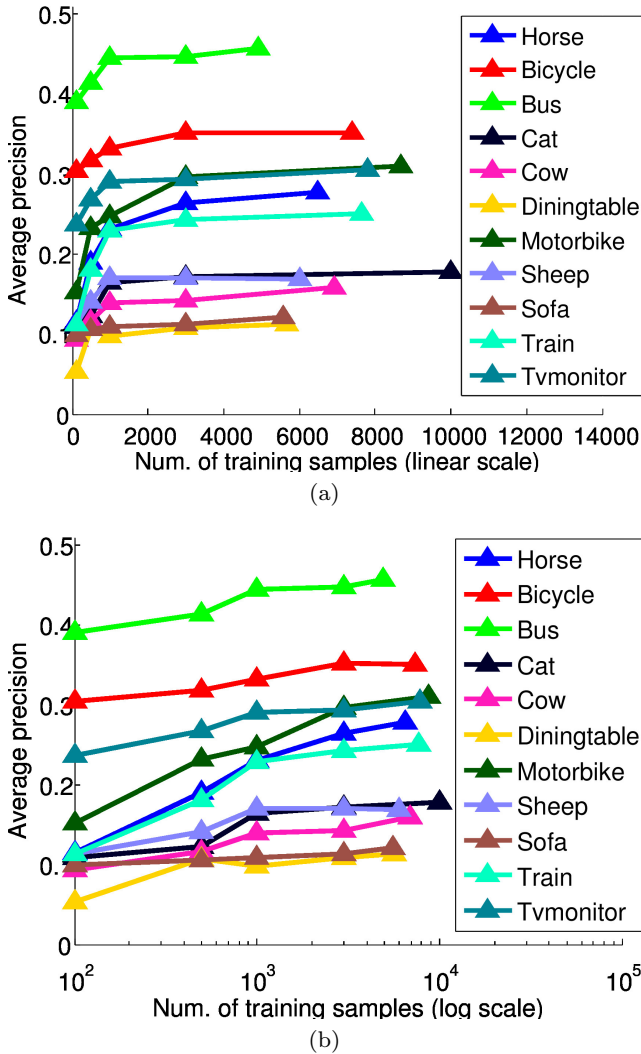 0.5
0.4
0.3
0.2
0.
0
Average precision
0 2000 4000 6000 8000 10000 12000 14000
Num. of training samples (linear scale)
Horse
Bicycle
Bus
Cat
Cow
Diningtable
Motorbike
Sheep
Sofa
Train
Tvmonitor
(a)
0.5
0.4
0.3
0.2
0.
0
Average precision
10^2 10^3 10^4 10^5
Num. of training samples (log scale)
Horse
Bicycle
Bus
Cat
Cow
Diningtable
Motorbike
Sheep
Sofa
Train
Tvmonitor
(b)